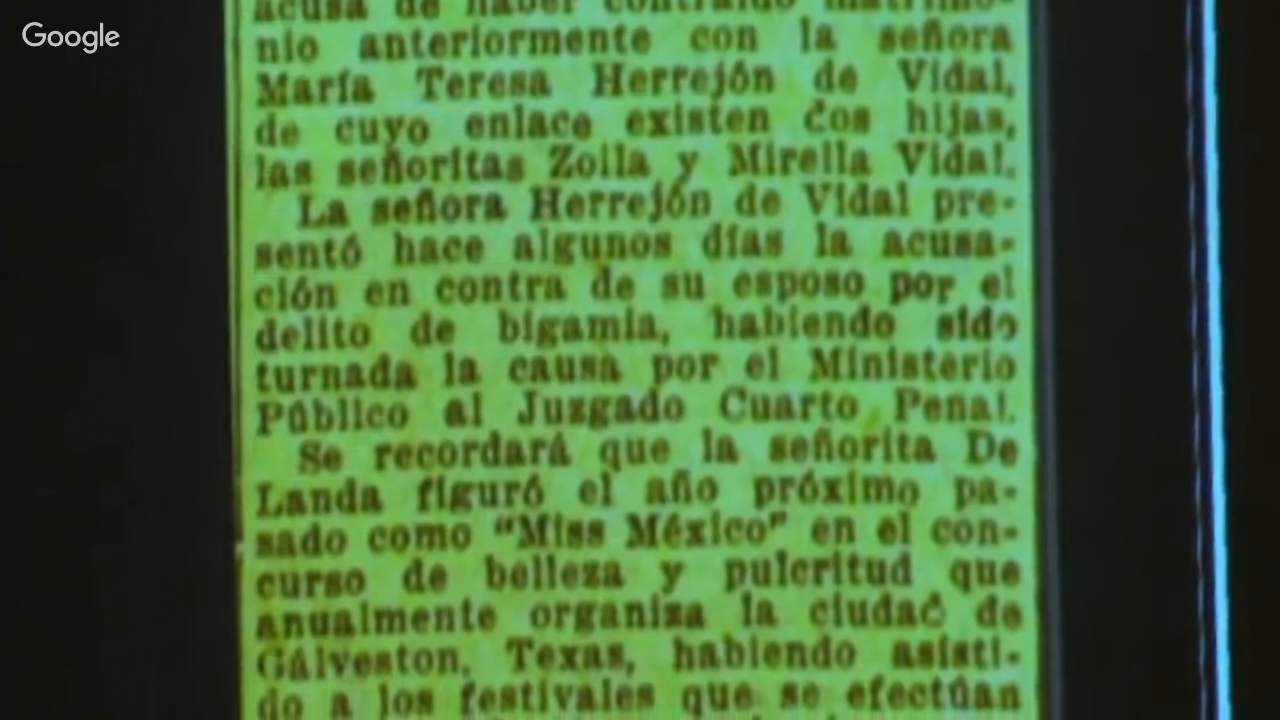 Google
acusa de haber contraído matrimo-
nio anteriormente con la señora
María Teresa Herrejón de Vidal,
de cuyo enlace existen dos hijas,
las señoritas Zoila y Mirella Vidal.
La señora Herrejón de Vidal pre-
sentó hace algunos días la acusa-
ción en contra de su esposo por el
delito de bigamia, habiendo sido
turnada la causa por el Ministerio
Público al Juzgado Cuarto Penal.
Se recordará que la señorita De
Landa figuró el año próximo pa-
sado como "Miss México" en el con-
curso de belleza y pulcritud que
anualmente organiza la ciudad de
Gálveston, Texas, habiendo asisti-
do a los festivales que se efectúan